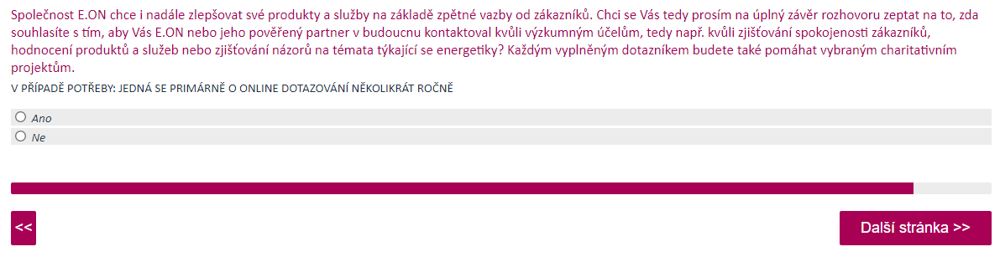 Společnost E.ON chce i nadále zlepšovat své produkty a služby na základě zpětné vazby od zákazníků. Chci se Vás tedy prosím na úplný závěr rozhovoru zeptat na to, zda
souhlasíte s tím, aby Vás E.ON nebo jeho pověřený partner v budoucnu kontaktoval kvůli výzkumným účelům, tedy např. kvůli zjišťování spokojenosti zákazníků,
hodnocení produktů a služeb nebo zjišťování názorů na témata týkající se energetiky? Každým vyplněným dotazníkem budete také pomáhat vybraným charitativním
projektům.
V PŘÍPADĚ POTŘEBY: JEDNÁ SE PRIMÁRNĚ O ONLINE DOTAZOVÁNÍ NĚKOLIKRÁT ROČNĚ
Ano
Ne
<<
Další stránka >>